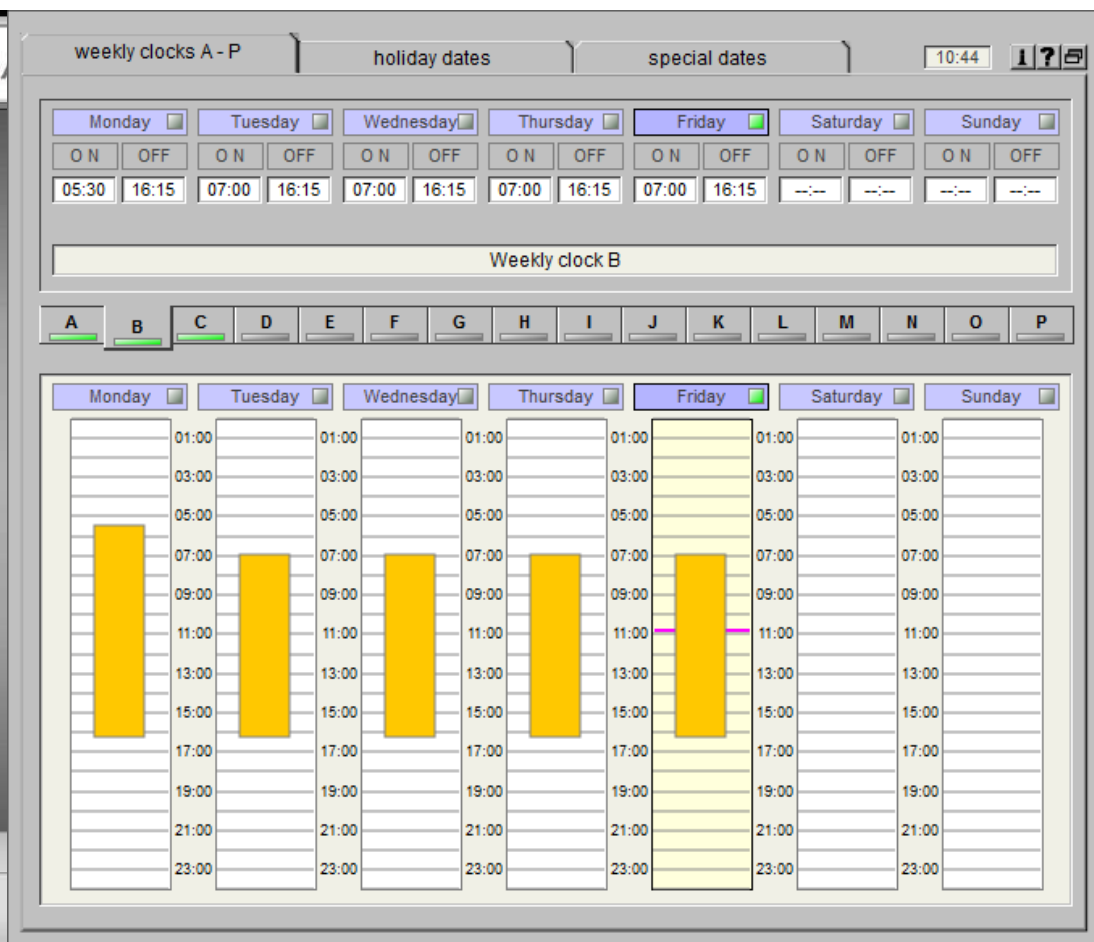 weekly clocks A - P holiday dates special dates 10:44 i ?
Monday Tuesday Wednesday Thursday Friday Saturday Sunday
O N OFF O N OFF O N OFF O N OFF O N OFF O N OFF O N OFF
05:30 16:15 07:00 16:15 07:00 16:15 07:00 16:15 07:00 16:15 --:-- --:-- --:-- --:--
Weekly clock B
A B C D E F G H I J K L M N O P
Monday Tuesday Wednesday Thursday Friday Saturday Sunday
01:00 01:00 01:00 01:00 01:00 01:00
03:00 03:00 03:00 03:00 03:00 03:00
05:00 05:00 05:00 05:00 05:00 05:00
07:00 07:00 07:00 07:00 07:00 07:00
09:00 09:00 09:00 09:00 09:00 09:00
11:00 11:00 11:00 11:00 11:00 11:00
13:00 13:00 13:00 13:00 13:00 13:00
15:00 15:00 15:00 15:00 15:00 15:00
17:00 17:00 17:00 17:00 17:00 17:00
19:00 19:00 19:00 19:00 19:00 19:00
21:00 21:00 21:00 21:00 21:00 21:00
23:00 23:00 23:00 23:00 23:00 23:00